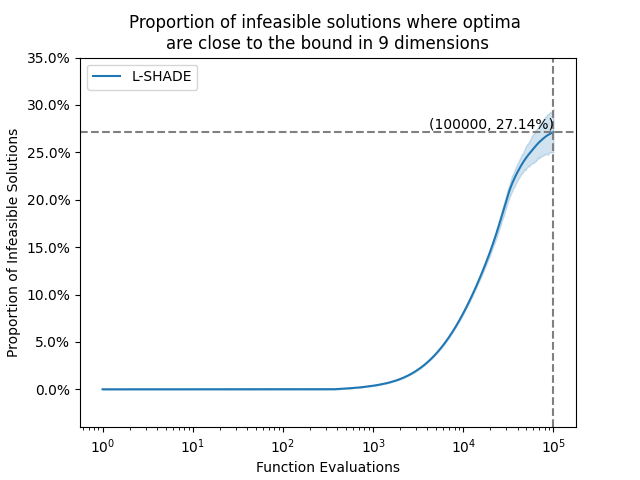 Proportion of infeasible solutions where optima
are close to the bound in 9 dimensions
35.0%
L-SHADE
30.0%
(100000, 27.14%)
25.0%
20.0%
15.0%
10.0%
5.0%
0.0%
Proportion of Infeasible Solutions
10⁰ 10¹ 10² 10³ 10⁴ 10⁵
Function Evaluations